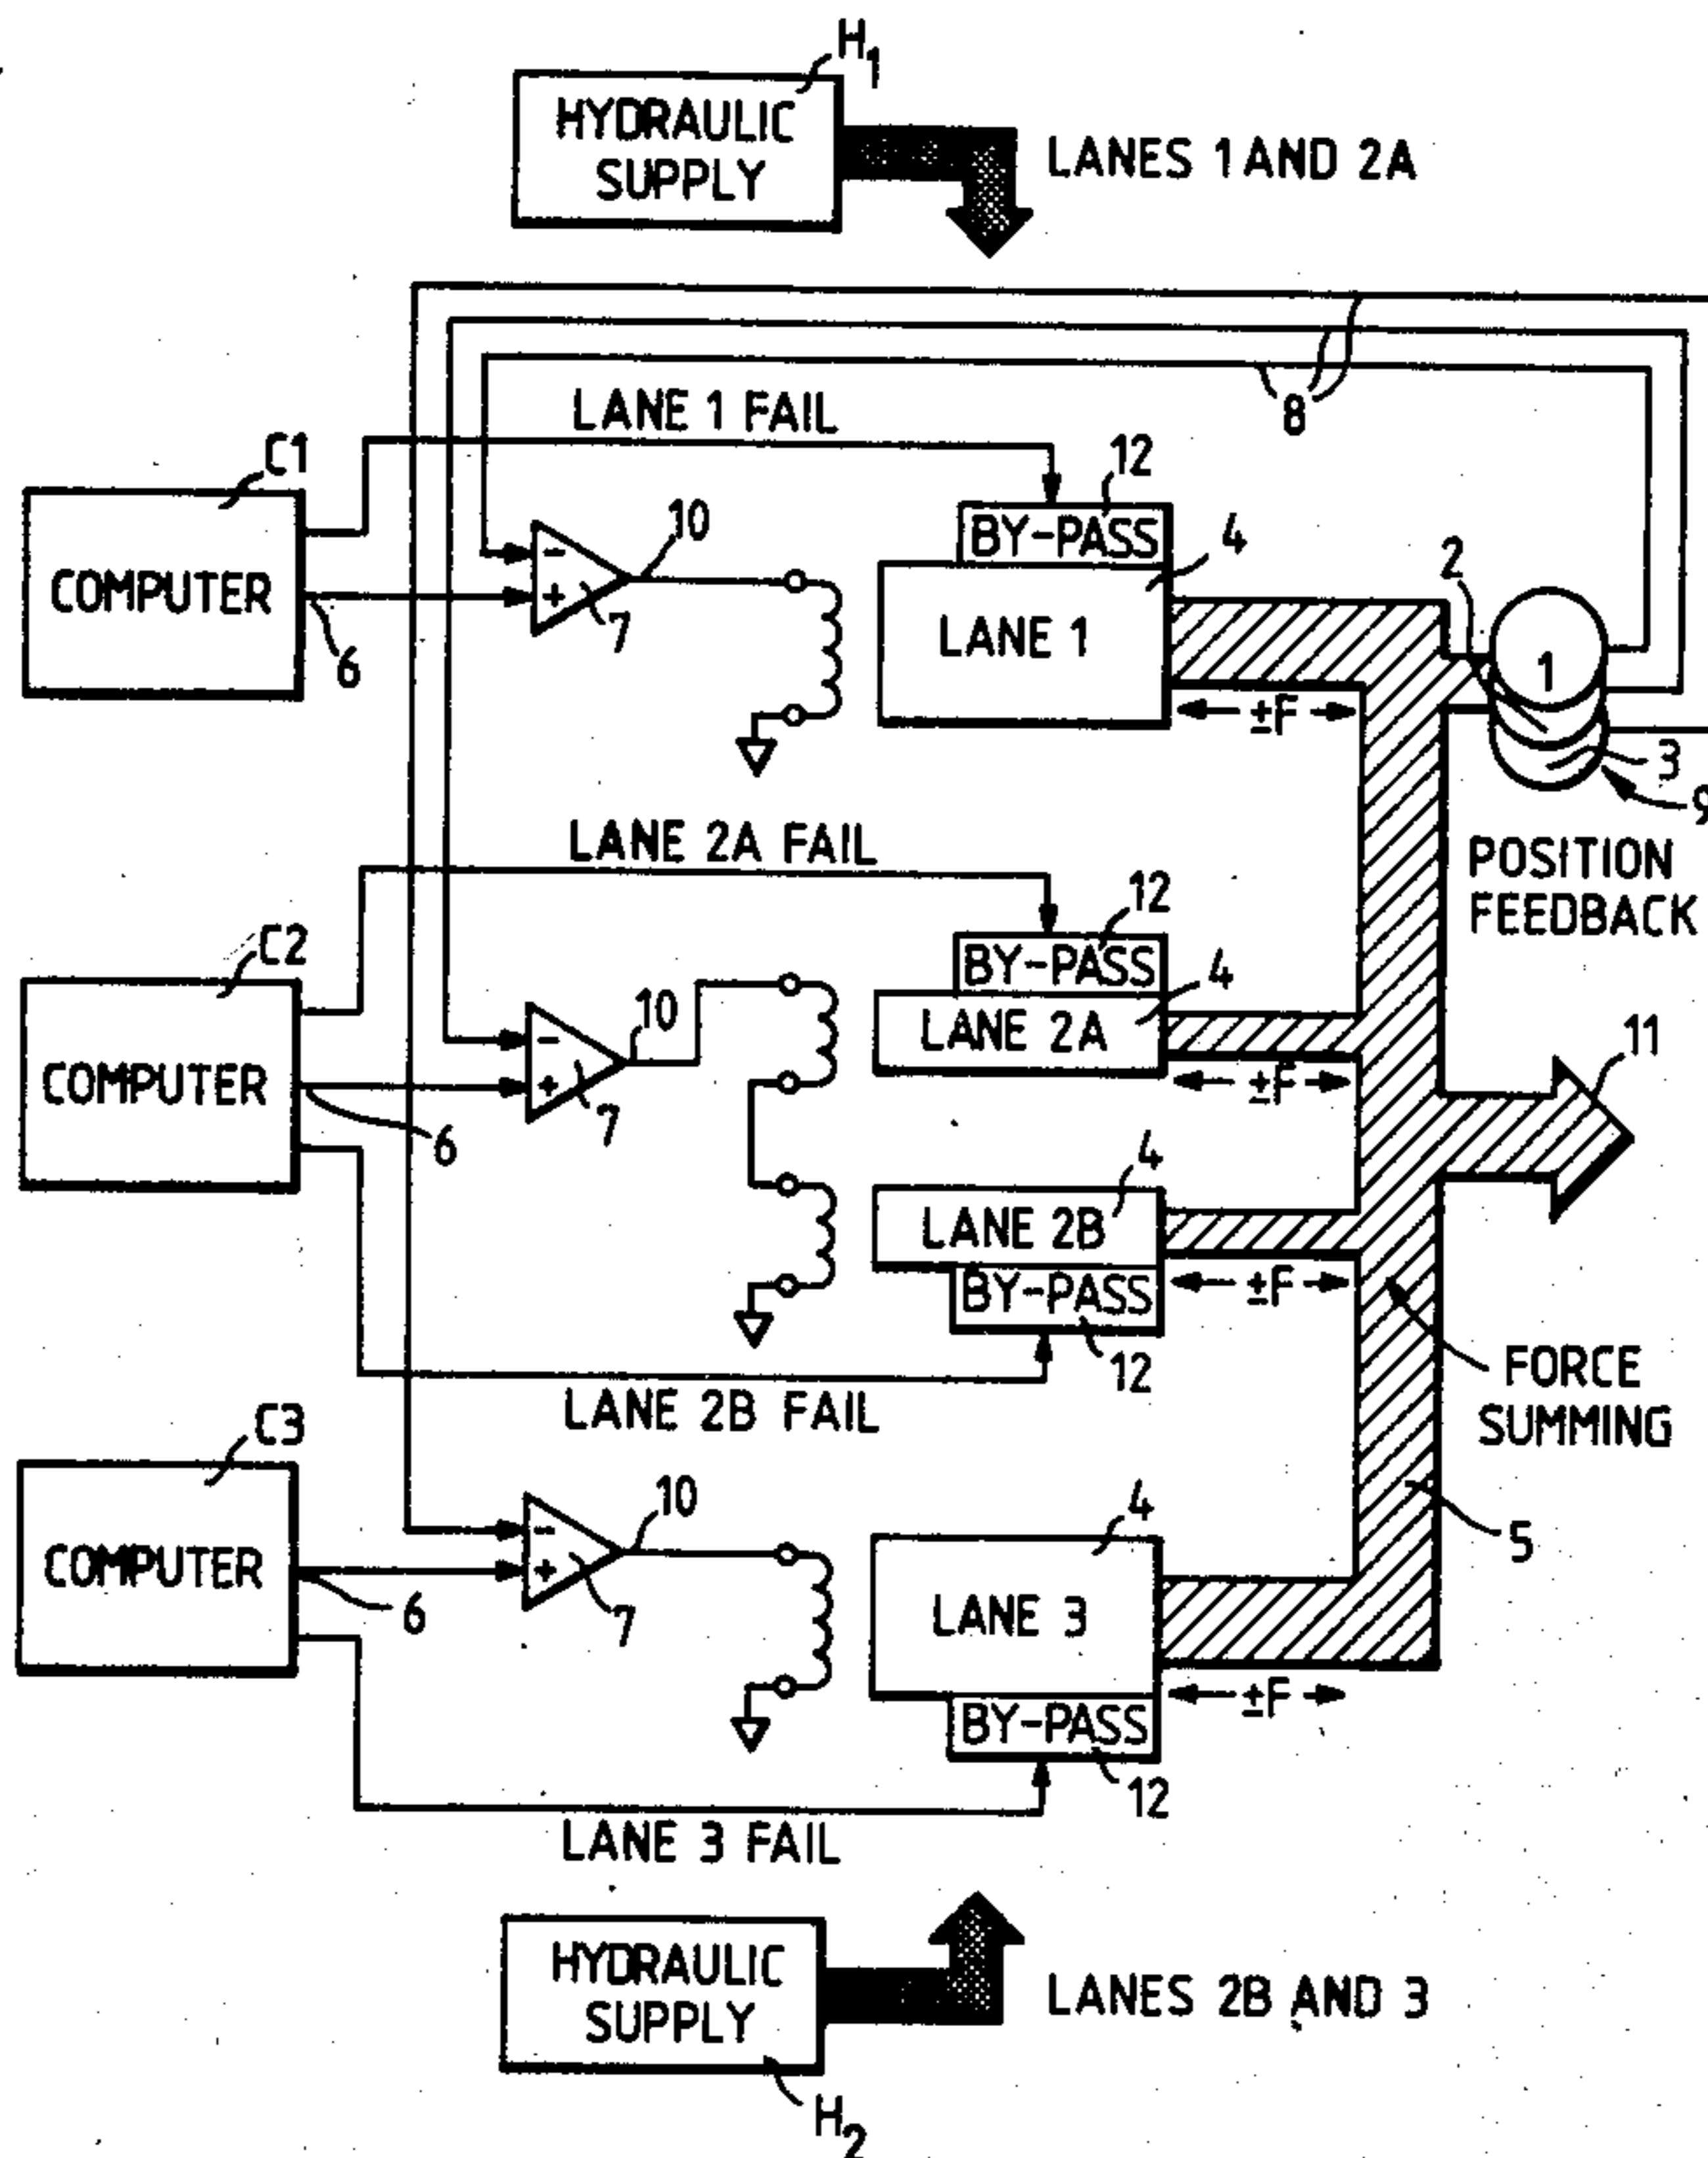 H1
HYDRAULIC
SUPPLY
LANES 1 AND 2A
8
LANE 1 FAIL
C1
12
BY-PASS
4
10
2
COMPUTER
-
+
7
6
LANE 1
1
±F
3
9
POSITION
FEEDBACK
LANE 2A FAIL
12
C2
BY-PASS
4
10
LANE 2A
11
COMPUTER
-
+
7
±F
6
4
LANE 2B
±F
BY-PASS
12
FORCE
SUMMING
LANE 2B FAIL
C3
10
4
5
COMPUTER
-
+
7
6
LANE 3
±F
BY-PASS
12
LANE 3 FAIL
HYDRAULIC
SUPPLY
LANES 2B AND 3
H2